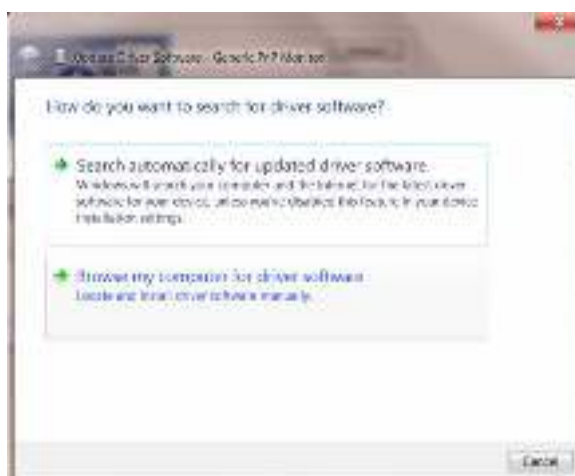 Update Driver Software - Generic PnP Monitor
How do you want to search for driver software?
Search automatically for updated driver software
Windows will search your computer and the Internet for the latest driver
software for your device, unless you've disabled this feature in your device
installation settings.
Browse my computer for driver software
Locate and install driver software manually.
Cancel